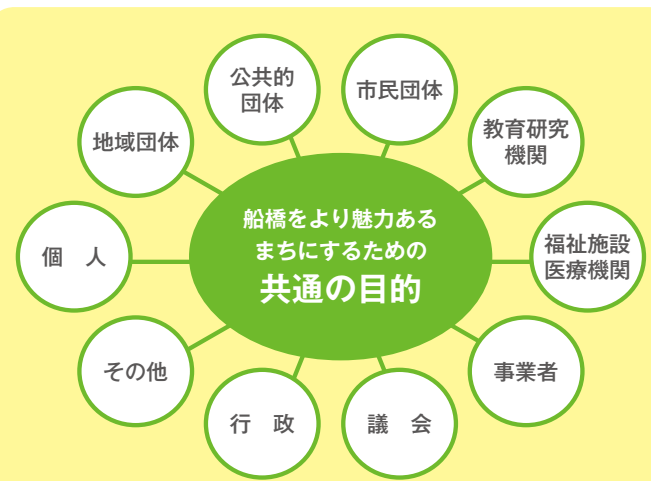 公共的
団体
市民団体
教育研究
機関
福祉施設
医療機関
事業者
議　会
行　政
その他
個　人
地域団体
船橋をより魅力ある
まちにするための
共通の目的